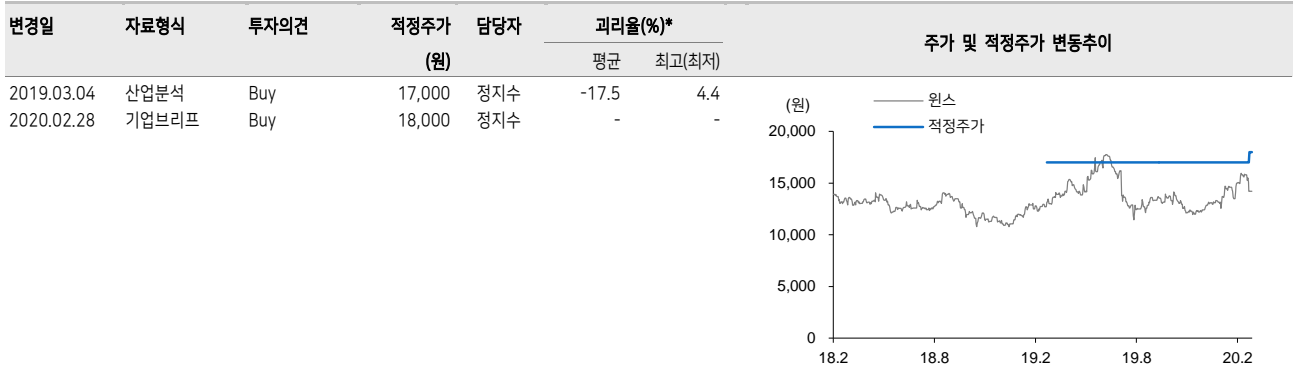 변경일 자료형식 투자의견 적정주가 담당자 괴리율(%)* 주가 및 적정주가 변동추이
(원) 평균 최고(최저)
2019.03.04 산업분석 Buy 17,000 정지수 -17.5 4.4
2020.02.28 기업브리프 Buy 18,000 정지수 - -
(원)
윈스
적정주가
20,000
15,000
10,000
5,000
0
18.2 18.8 19.2 19.8 20.2